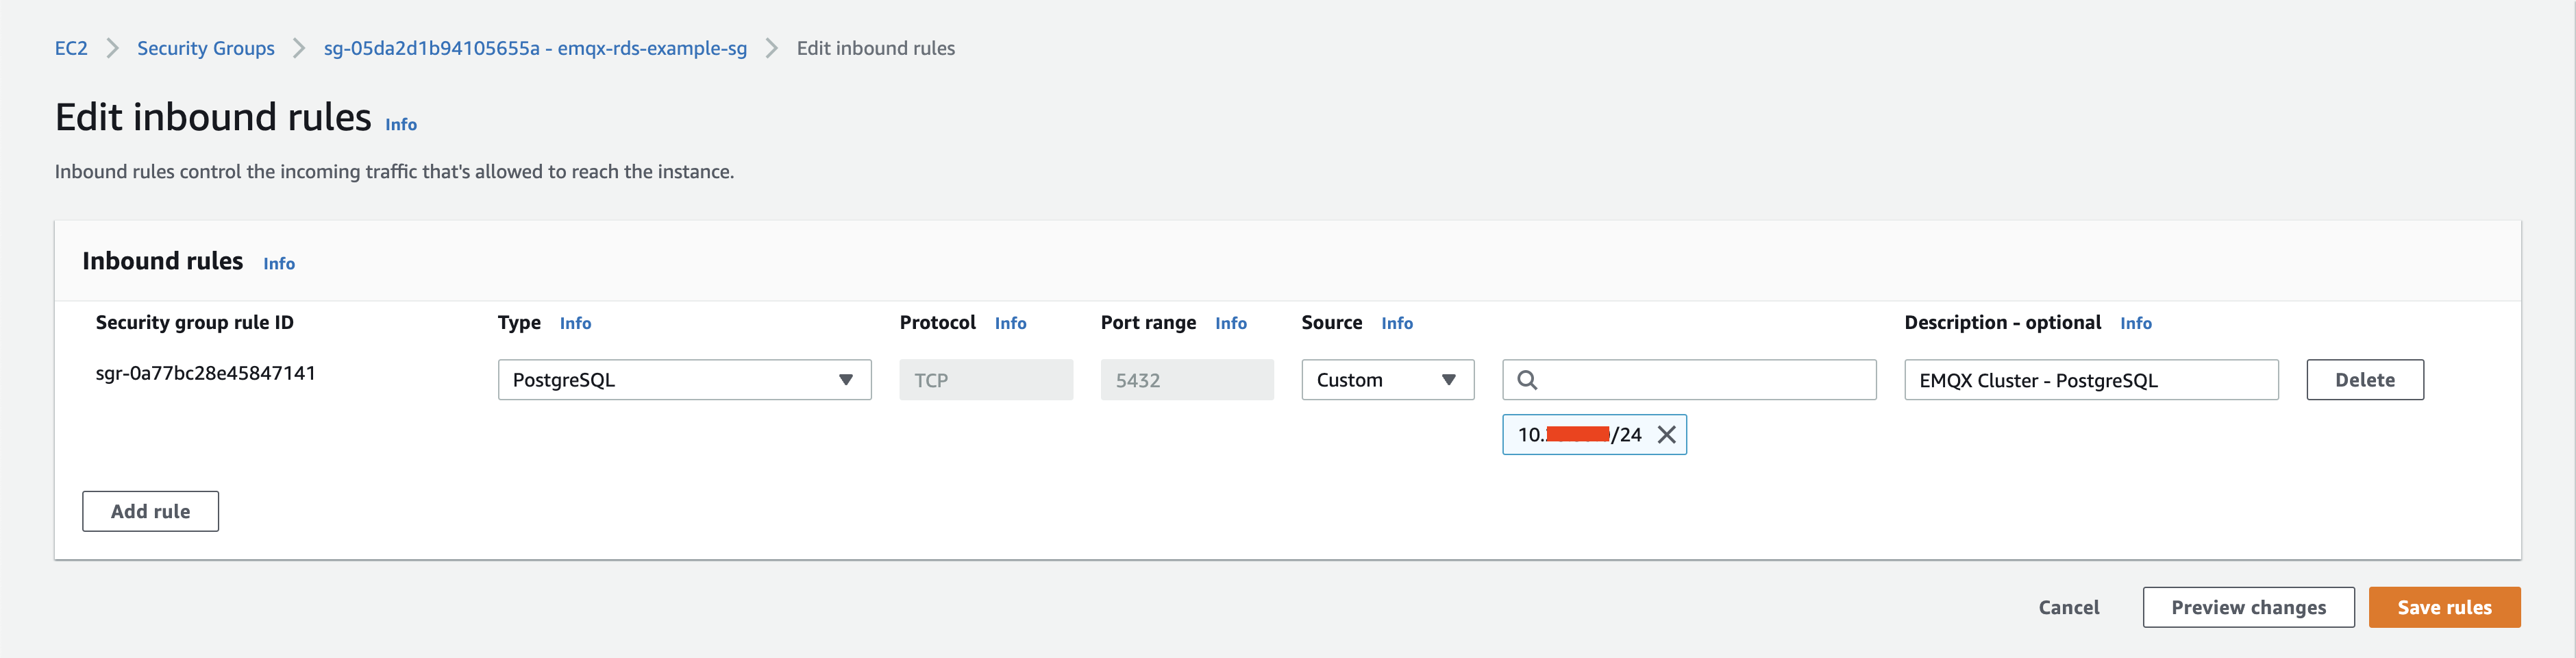 EC2 > Security Groups > sg-05da2d1b94105655a - emqx-rds-example-sg > Edit inbound rules
Edit inbound rules Info
Inbound rules control the incoming traffic that's allowed to reach the instance.
Inbound rules Info
Security group rule ID Type Info Protocol Info Port range Info Source Info Description - optional Info
sgr-0a77bc28e45847141 PostgreSQL TCP 5432 Custom EMQX Cluster - PostgreSQL Delete
10. /24
Add rule
Cancel Preview changes Save rules